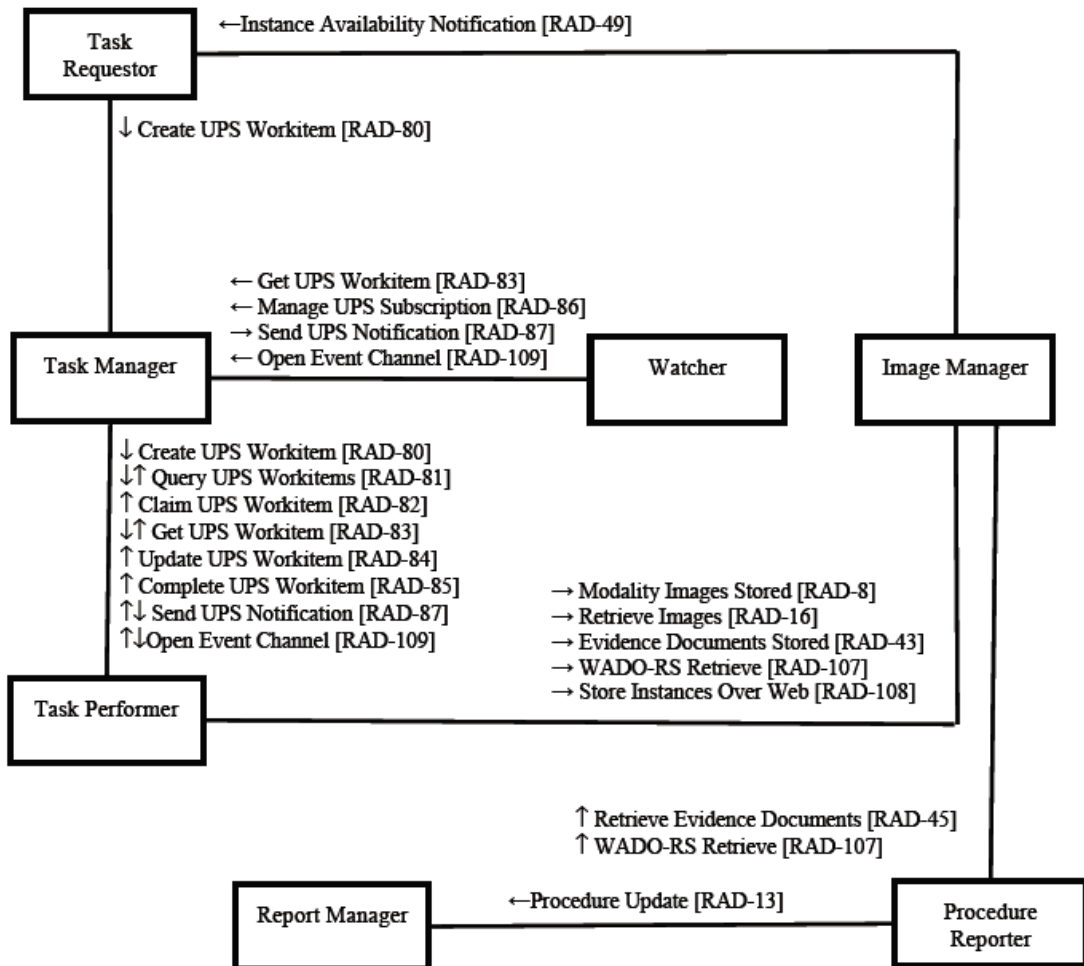 ←Instance Availability Notification [RAD-49]
Task
Requestor
↓ Create UPS Workitem [RAD-80]
← Get UPS Workitem [RAD-83]
← Manage UPS Subscription [RAD-86]
→ Send UPS Notification [RAD-87]
← Open Event Channel [RAD-109]
Task Manager
Watcher
Image Manager
↓ Create UPS Workitem [RAD-80]
↓↑ Query UPS Workitems [RAD-81]
↑ Claim UPS Workitem [RAD-82]
↓↑ Get UPS Workitem [RAD-83]
↑ Update UPS Workitem [RAD-84]
↑ Complete UPS Workitem [RAD-85]
↑↓ Send UPS Notification [RAD-87]
↑↓Open Event Channel [RAD-109]
→ Modality Images Stored [RAD-8]
→ Retrieve Images [RAD-16]
→ Evidence Documents Stored [RAD-43]
→ WADO-RS Retrieve [RAD-107]
→ Store Instances Over Web [RAD-108]
Task Performer
↑ Retrieve Evidence Documents [RAD-45]
↑ WADO-RS Retrieve [RAD-107]
←Procedure Update [RAD-13]
Report Manager
Procedure
Reporter